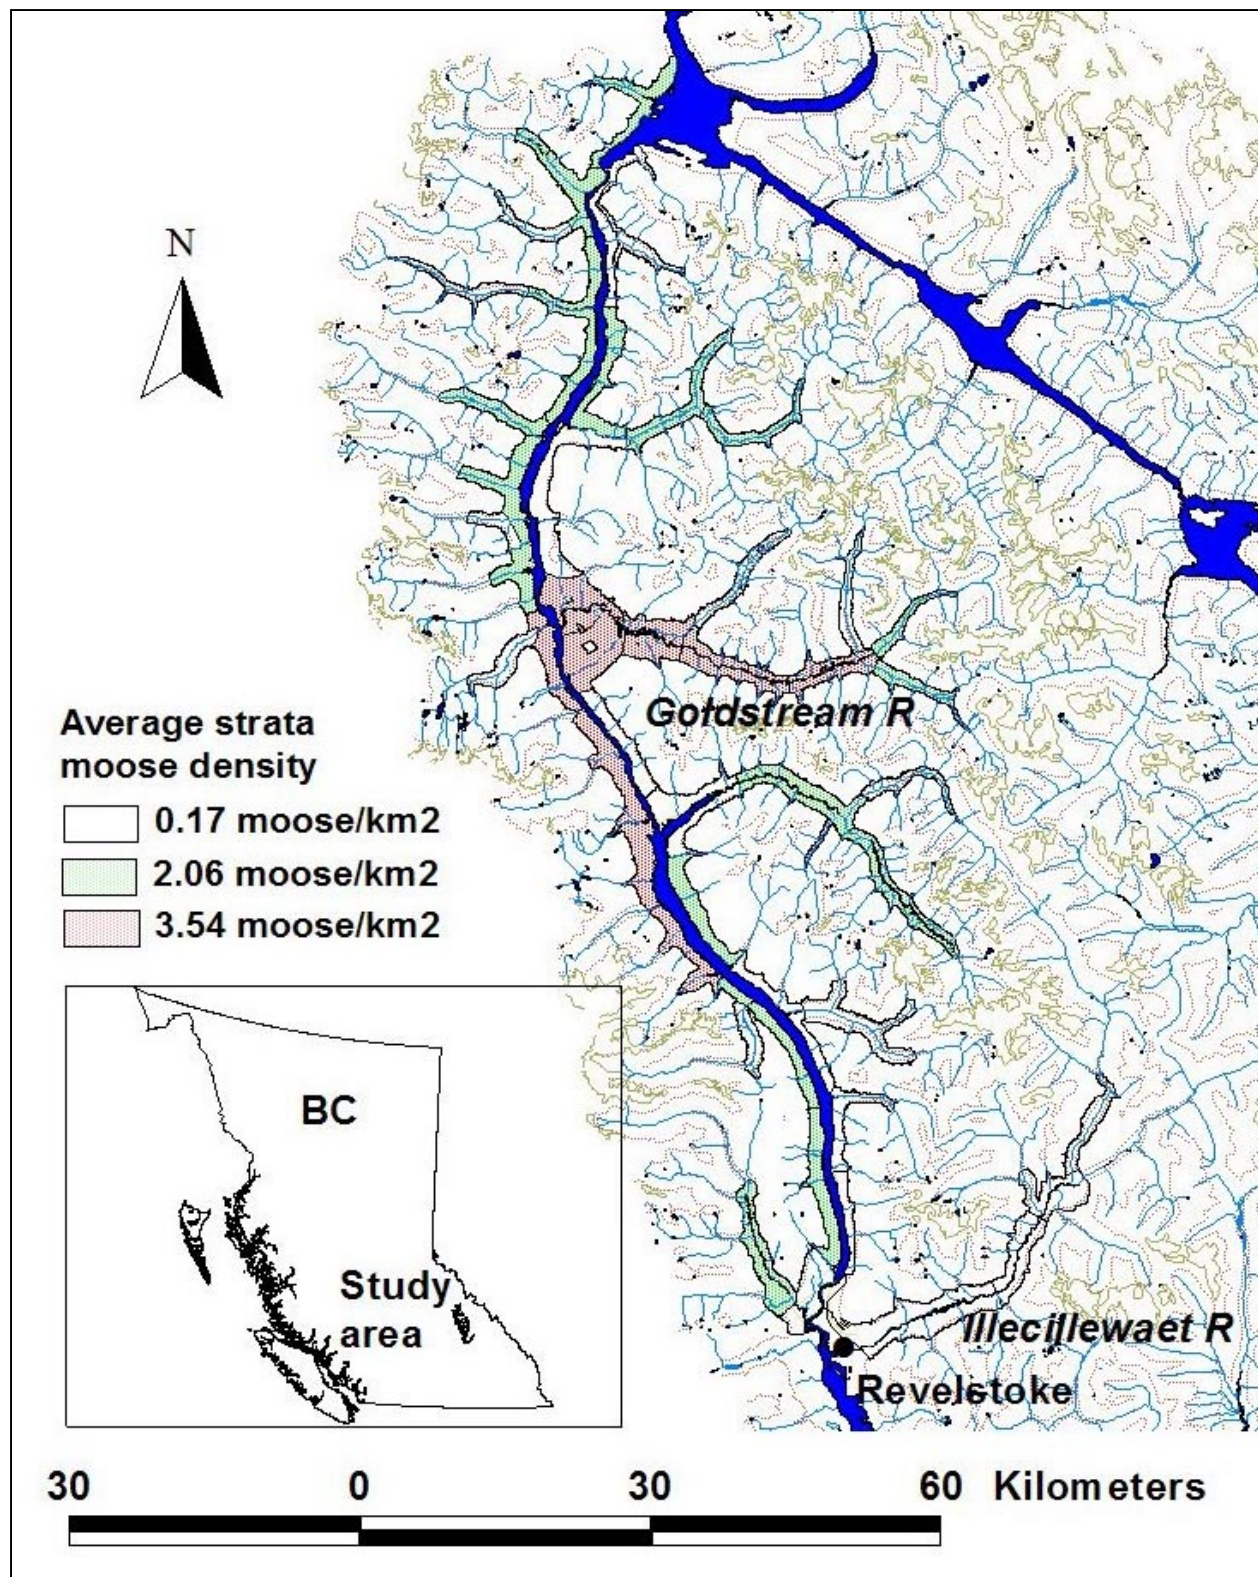 N
Goldstream R
Average strata
moose density
0.17 moose/km2
2.06 moose/km2
3.54 moose/km2
BC
Study
area
Illecillewaet R
Revelstoke
30 0 30 60 Kilometers